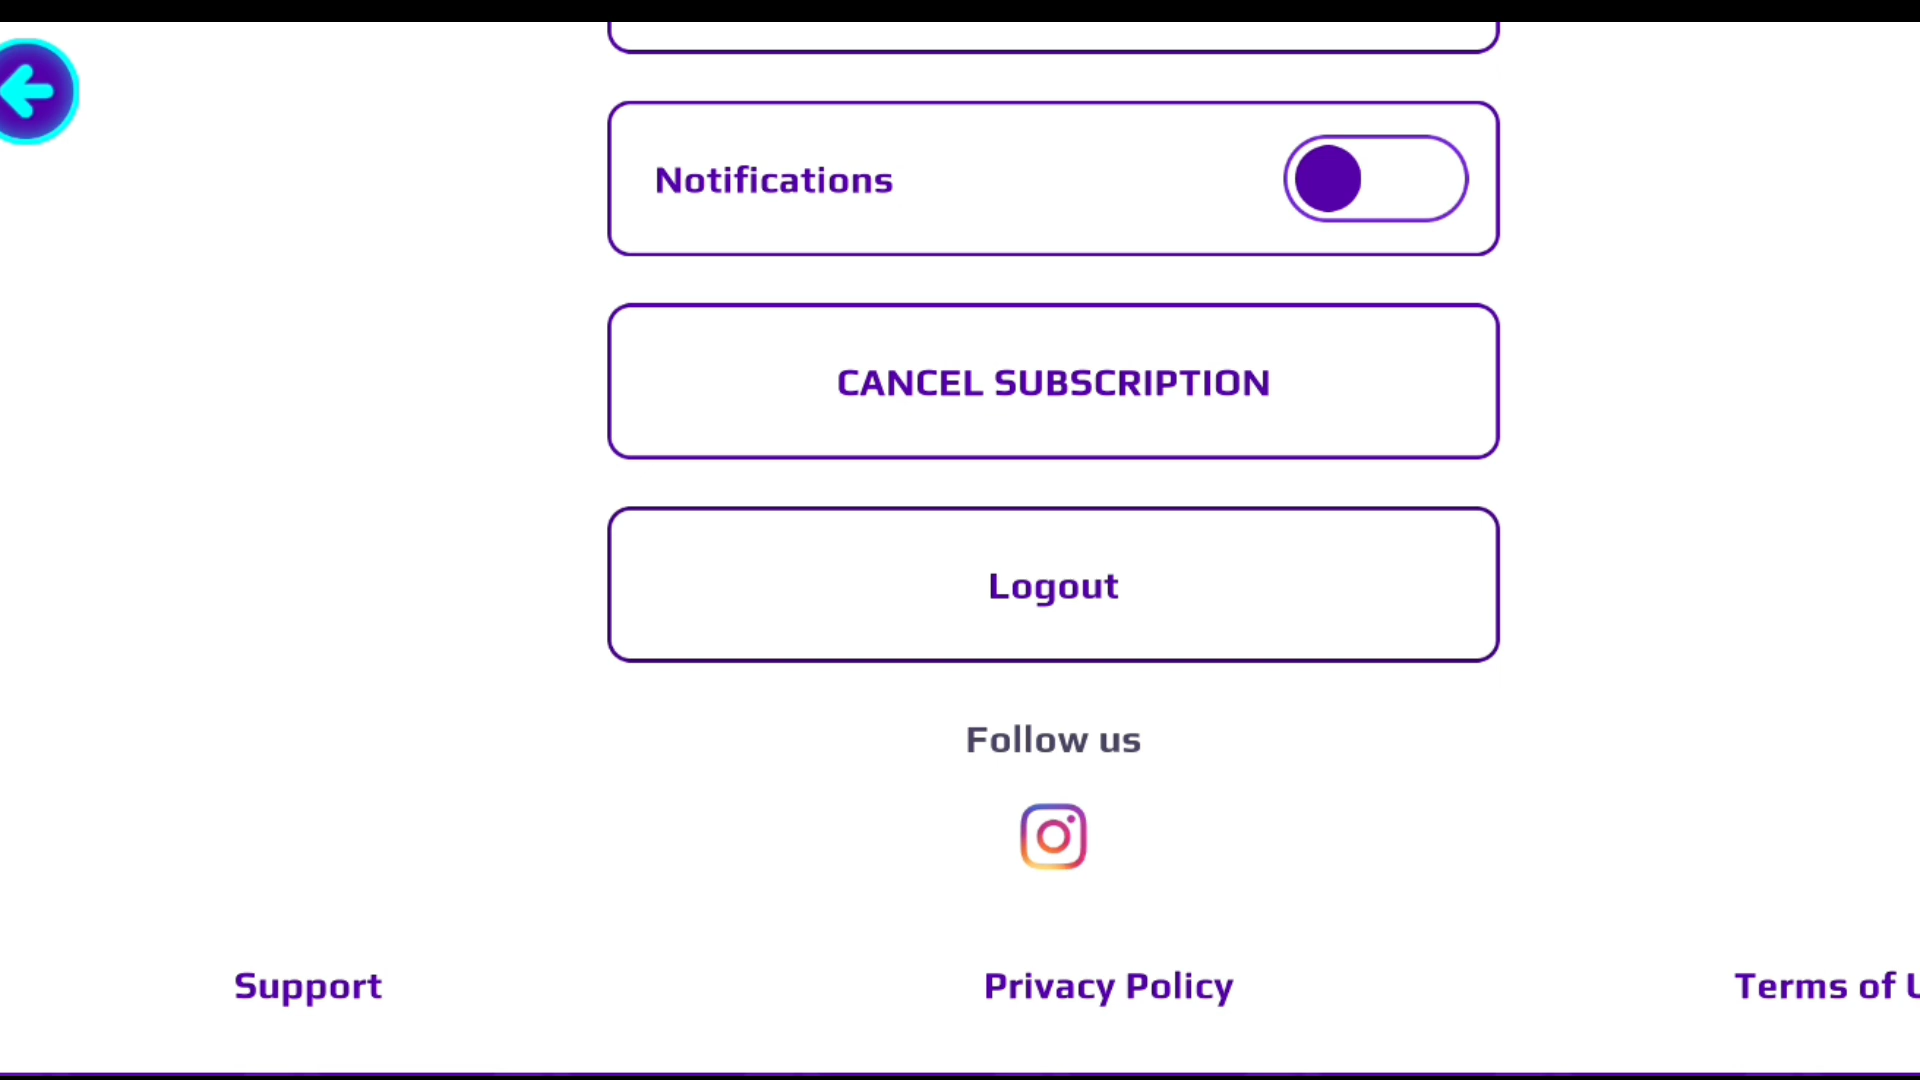 Notifications
CANCEL SUBSCRIPTION
Logout
Follow us
Support
Privacy Policy
Terms of